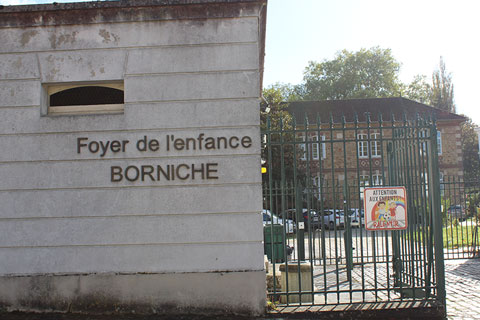 Foyer de l'enfance
BORNICHE
ATTENTION
AUX ENFANTS